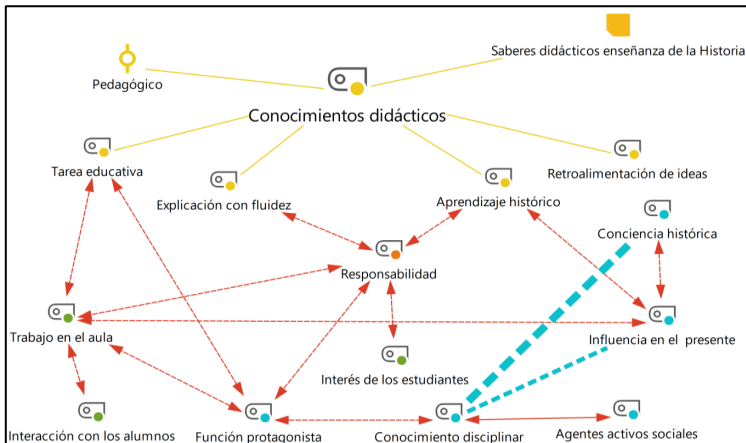 Saberes didácticos enseñanza de la Historia
Pedagógico
Conocimientos didácticos
Tarea educativa
Retroalimentación de ideas
Explicación con fluidez
Aprendizaje histórico
Conciencia histórica
Responsabilidad
Trabajo en el aula
Influencia en el presente
Interés de los estudiantes
Interacción con los alumnos
Función protagonista
Conocimiento disciplinar
Agentes activos sociales